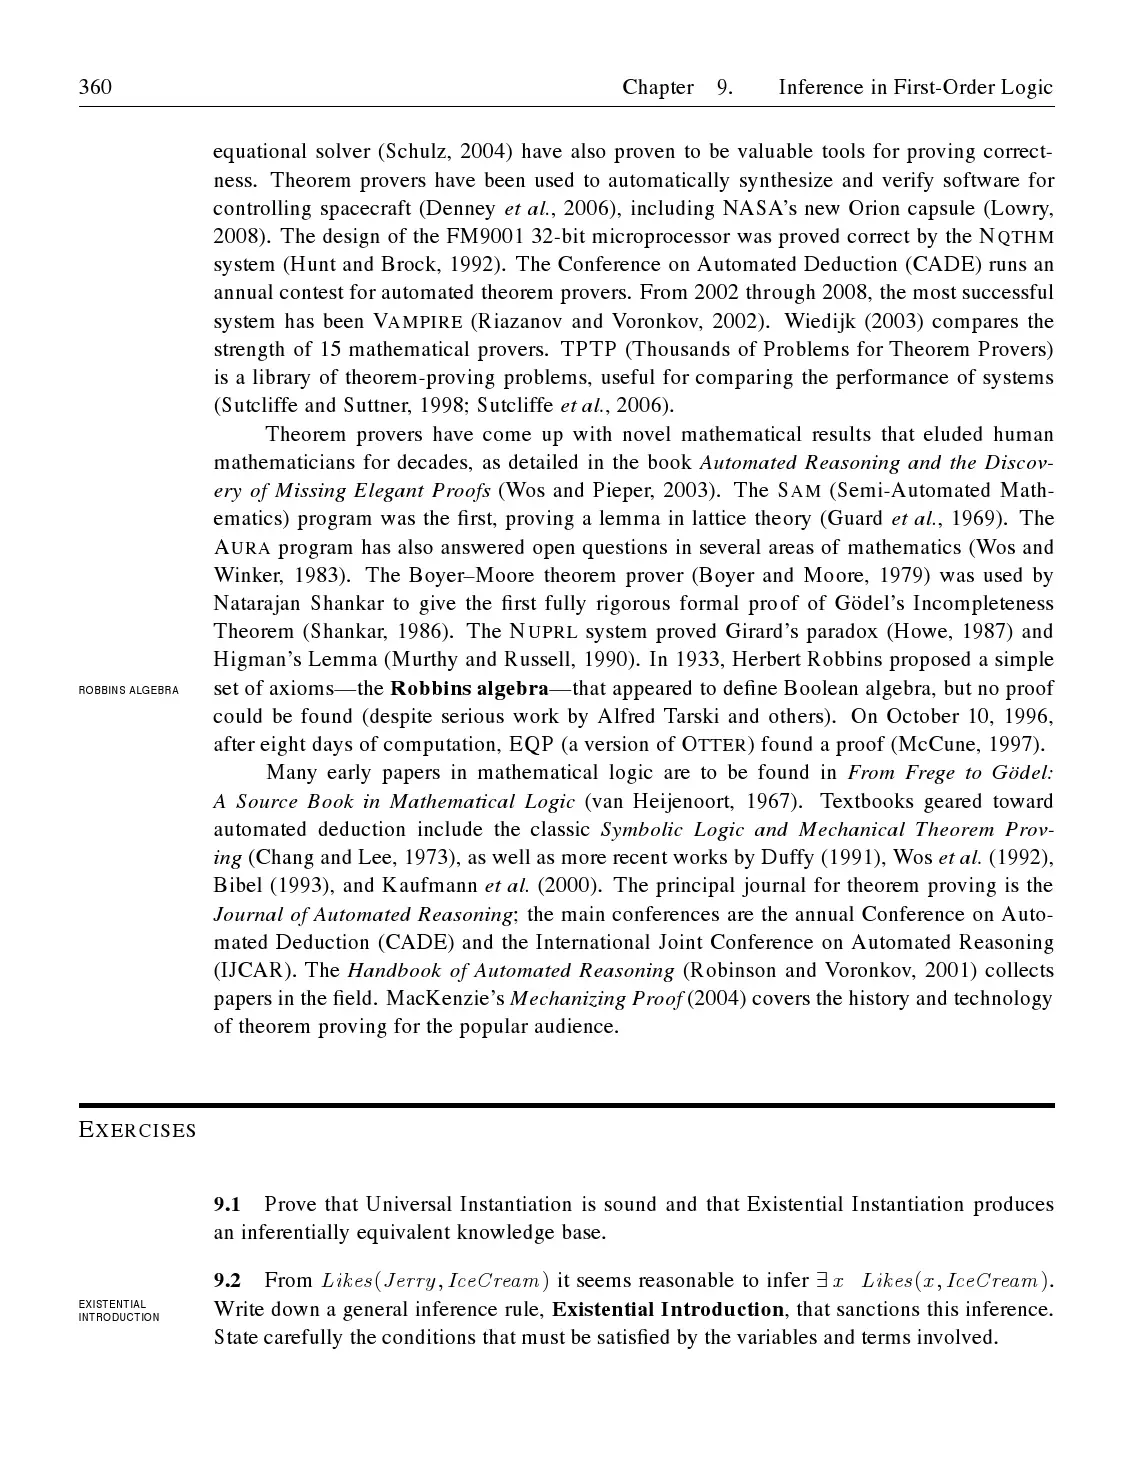 360 Chapter 9. Inference in First-Order Logic
equational solver (Schulz, 2004) have also proven to be valuable tools for proving correct-
ness. Theorem provers have been used to automatically synthesize and verify software for
controlling spacecraft (Denney et al., 2006), including NASA's new Orion capsule (Lowry,
2008). The design of the FM9001 32-bit microprocessor was proved correct by the NQTHM
system (Hunt and Brock, 1992). The Conference on Automated Deduction (CADE) runs an
annual contest for automated theorem provers. From 2002 through 2008, the most successful
system has been VAMPIRE (Riazanov and Voronkov, 2002). Wiedijk (2003) compares the
strength of 15 mathematical provers. TPTP (Thousands of Problems for Theorem Provers)
is a library of theorem-proving problems, useful for comparing the performance of systems
(Sutcliffe and Suttner, 1998; Sutcliffe et al., 2006).
Theorem provers have come up with novel mathematical results that eluded human
mathematicians for decades, as detailed in the book Automated Reasoning and the Discov-
ery of Missing Elegant Proofs (Wos and Pieper, 2003). The SAM (Semi-Automated Math-
ematics) program was the first, proving a lemma in lattice theory (Guard et al., 1969). The
AURA program has also answered open questions in several areas of mathematics (Wos and
Winker, 1983). The Boyer–Moore theorem prover (Boyer and Moore, 1979) was used by
Natarajan Shankar to give the first fully rigorous formal proof of Gödel's Incompleteness
Theorem (Shankar, 1986). The NUPRL system proved Girard's paradox (Howe, 1987) and
Higman's Lemma (Murthy and Russell, 1990). In 1933, Herbert Robbins proposed a simple
ROBBINS ALGEBRA set of axioms—the Robbins algebra—that appeared to define Boolean algebra, but no proof
could be found (despite serious work by Alfred Tarski and others). On October 10, 1996,
after eight days of computation, EQP (a version of OTTER) found a proof (McCune, 1997).
Many early papers in mathematical logic are to be found in From Frege to Gödel:
A Source Book in Mathematical Logic (van Heijenoort, 1967). Textbooks geared toward
automated deduction include the classic Symbolic Logic and Mechanical Theorem Prov-
ing (Chang and Lee, 1973), as well as more recent works by Duffy (1991), Wos et al. (1992),
Bibel (1993), and Kaufmann et al. (2000). The principal journal for theorem proving is the
Journal of Automated Reasoning; the main conferences are the annual Conference on Auto-
mated Deduction (CADE) and the International Joint Conference on Automated Reasoning
(IJCAR). The Handbook of Automated Reasoning (Robinson and Voronkov, 2001) collects
papers in the field. MacKenzie's Mechanizing Proof (2004) covers the history and technology
of theorem proving for the popular audience.
EXERCISES
9.1 Prove that Universal Instantiation is sound and that Existential Instantiation produces
an inferentially equivalent knowledge base.
9.2 From Likes(Jerry, IceCream) it seems reasonable to infer ∃ x Likes(x, IceCream).
EXISTENTIAL
INTRODUCTION
Write down a general inference rule, Existential Introduction, that sanctions this inference.
State carefully the conditions that must be satisfied by the variables and terms involved.